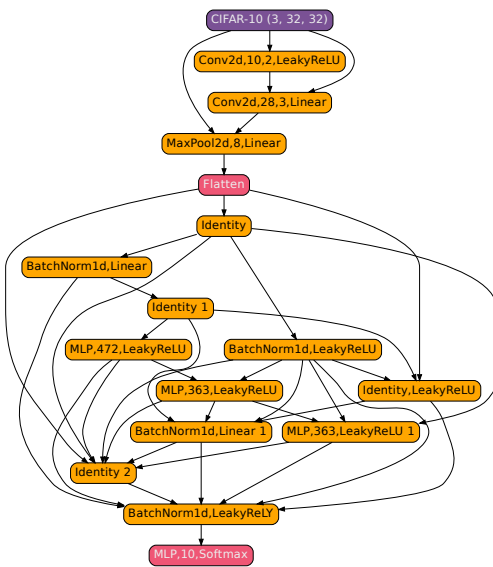 CIFAR-10 (3, 32, 32)
Conv2d,10,2,LeakyReLU
Conv2d,28,3,Linear
MaxPool2d,8,Linear
Flatten
Identity
BatchNorm1d,Linear
Identity 1
MLP,472,LeakyReLU
BatchNorm1d,LeakyReLU
MLP,363,LeakyReLU
Identity,LeakyReLU
BatchNorm1d,Linear 1
MLP,363,LeakyReLU 1
Identity 2
BatchNorm1d,LeakyReLY
MLP,10,Softmax